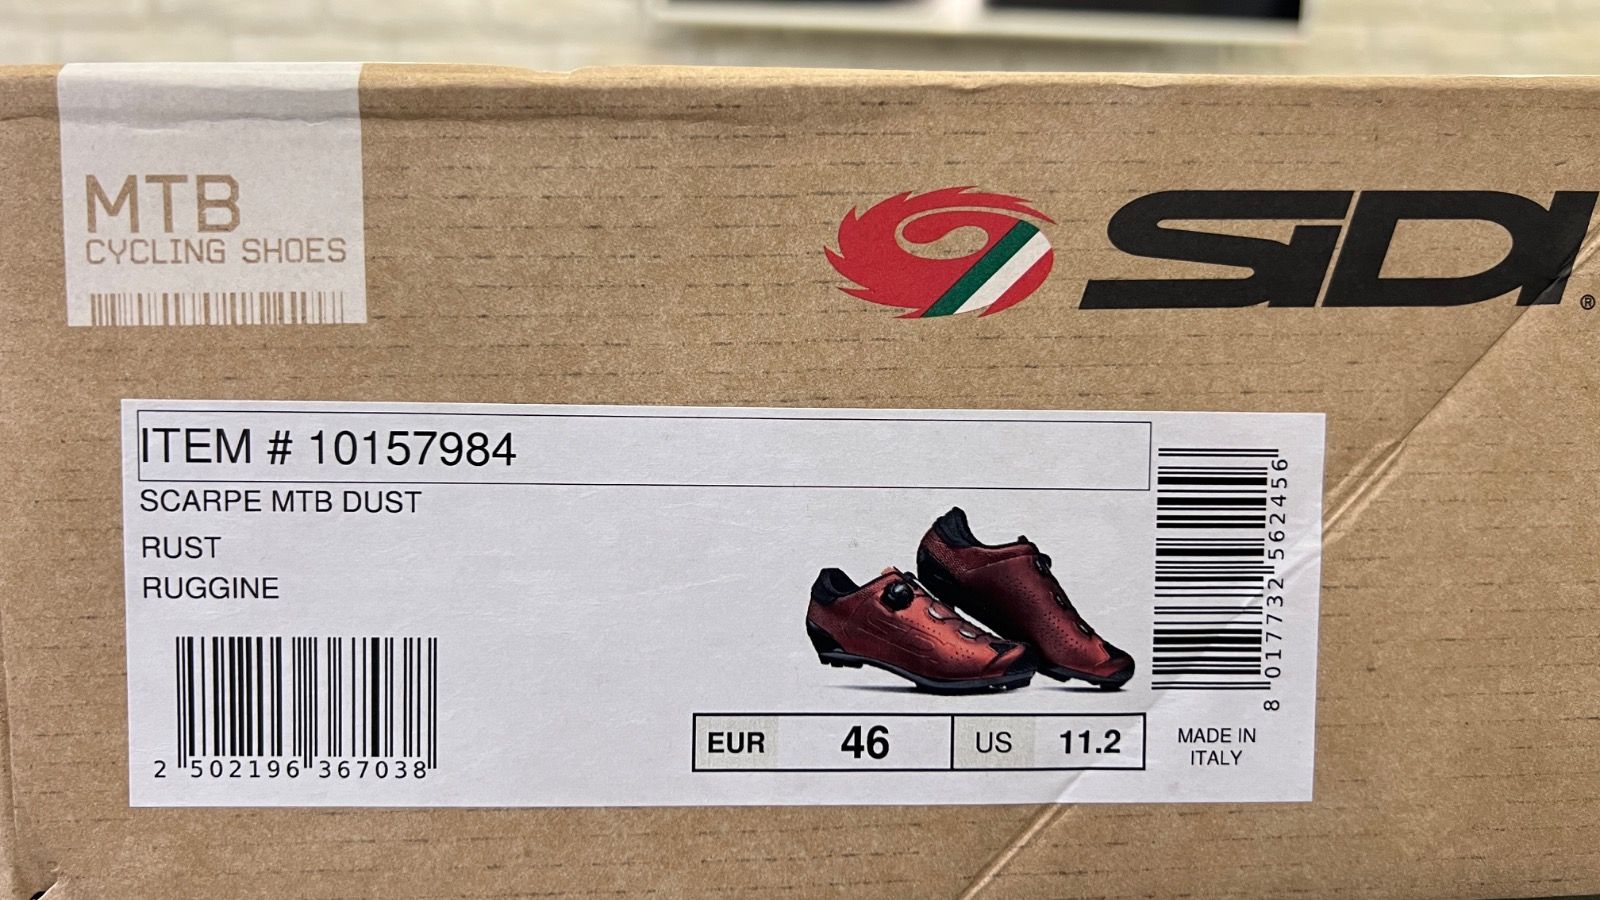 MTB
CYCLING SHOES
SIDI®
ITEM # 10157984
SCARPE MTB DUST
RUST
RUGGINE
2 502196 367038
EUR 46 US 11.2
8 017732 562456
MADE IN
ITALY